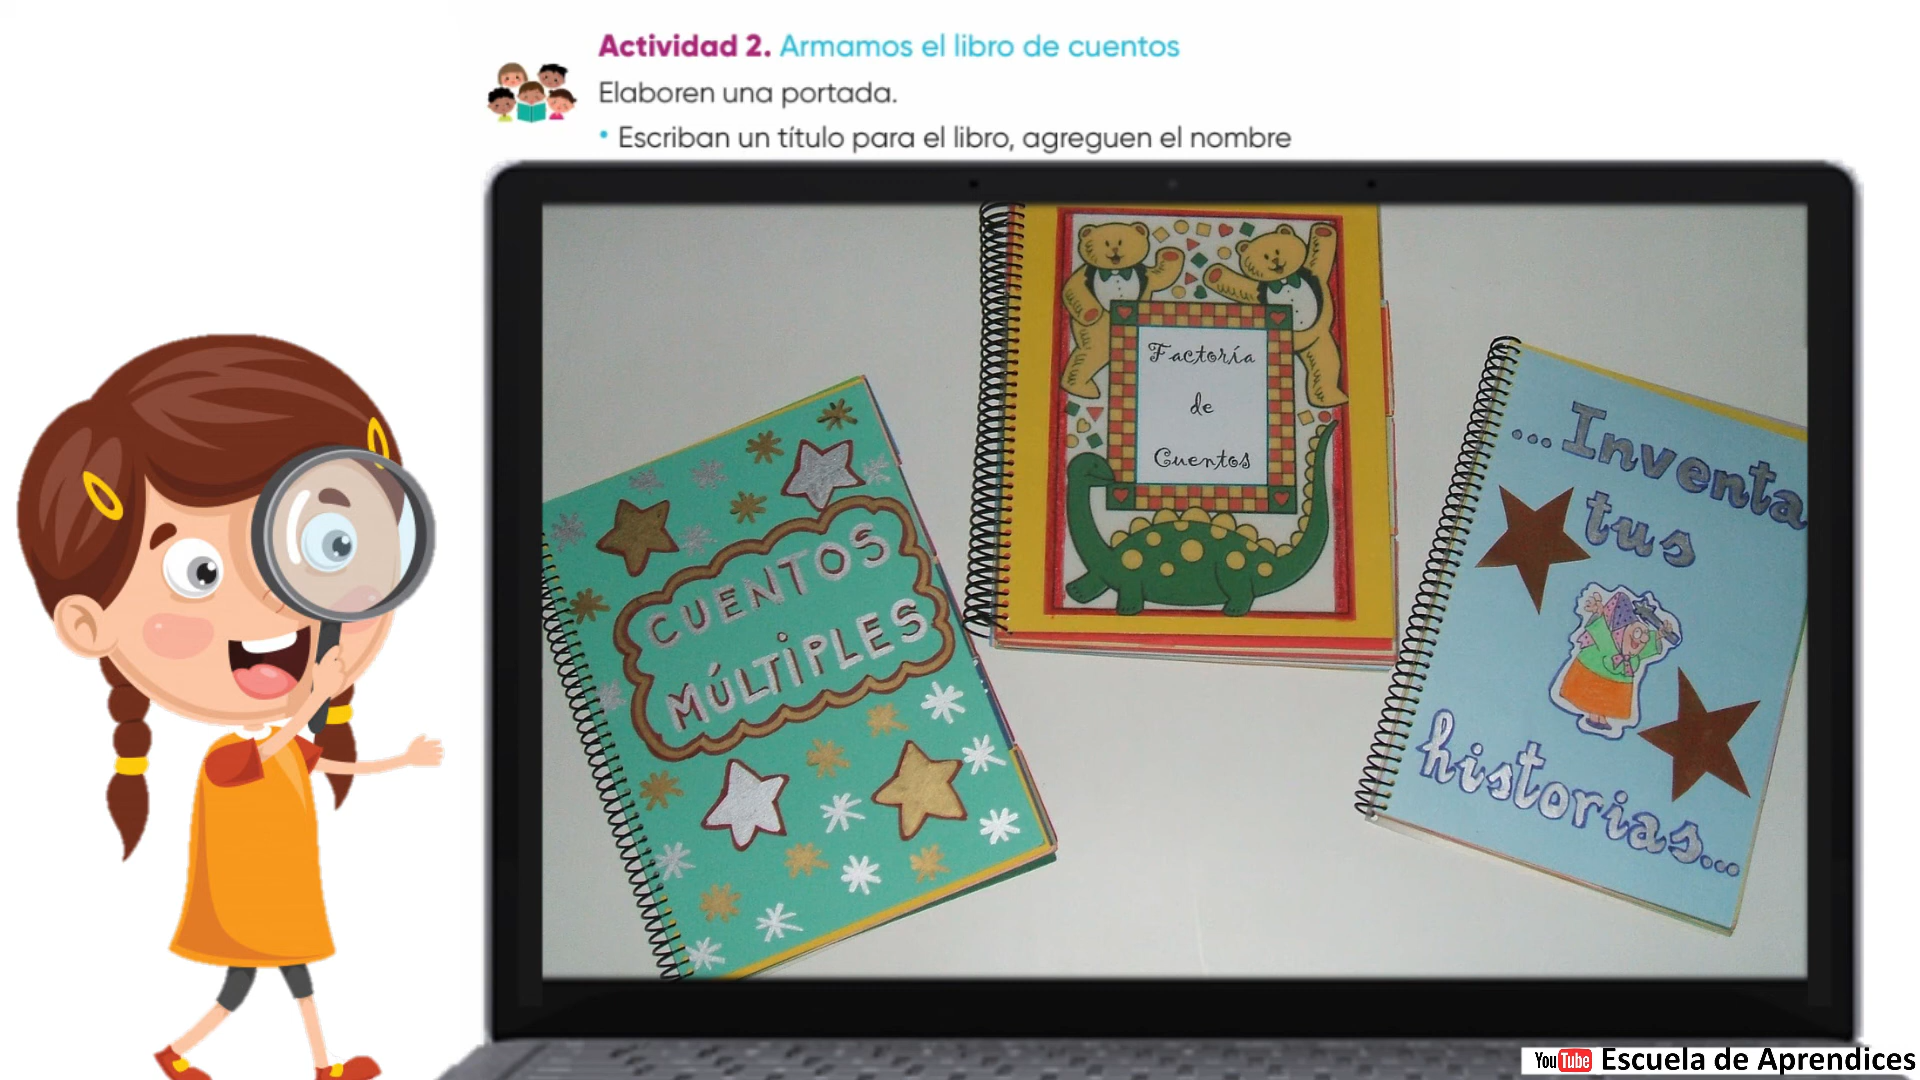 Actividad 2. Armamos el libro de cuentos
Elaboren una portada.
• Escriban un título para el libro, agreguen el nombre
CUENTOS
MÚLTIPLES
Factoría
de
Cuentos
...Inventa
tus
historias...
YouTube Escuela de Aprendices